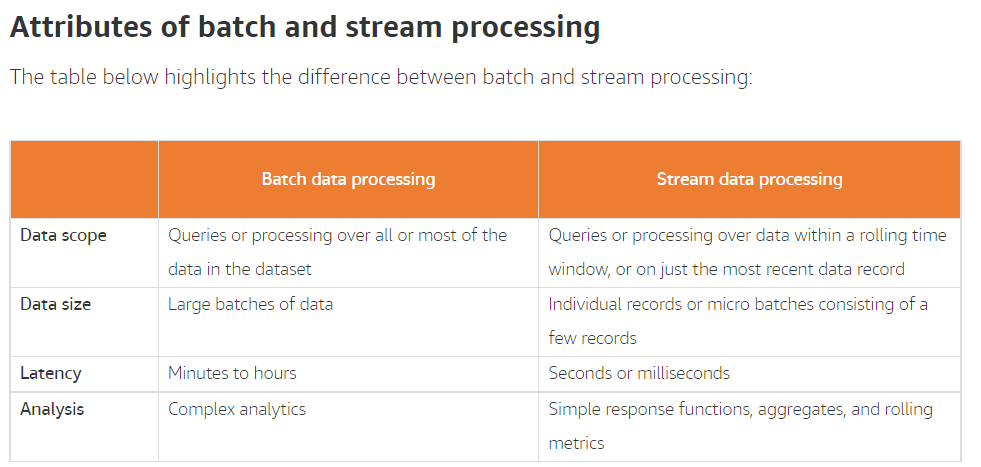 Attributes of batch and stream processing
The table below highlights the difference between batch and stream processing:
Batch data processing
Stream data processing
Data scope
Queries or processing over all or most of the
data in the dataset
Queries or processing over data within a rolling time
window, or on just the most recent data record
Data size
Large batches of data
Individual records or micro batches consisting of a
few records
Latency
Minutes to hours
Seconds or milliseconds
Analysis
Complex analytics
Simple response functions, aggregates, and rolling
metrics